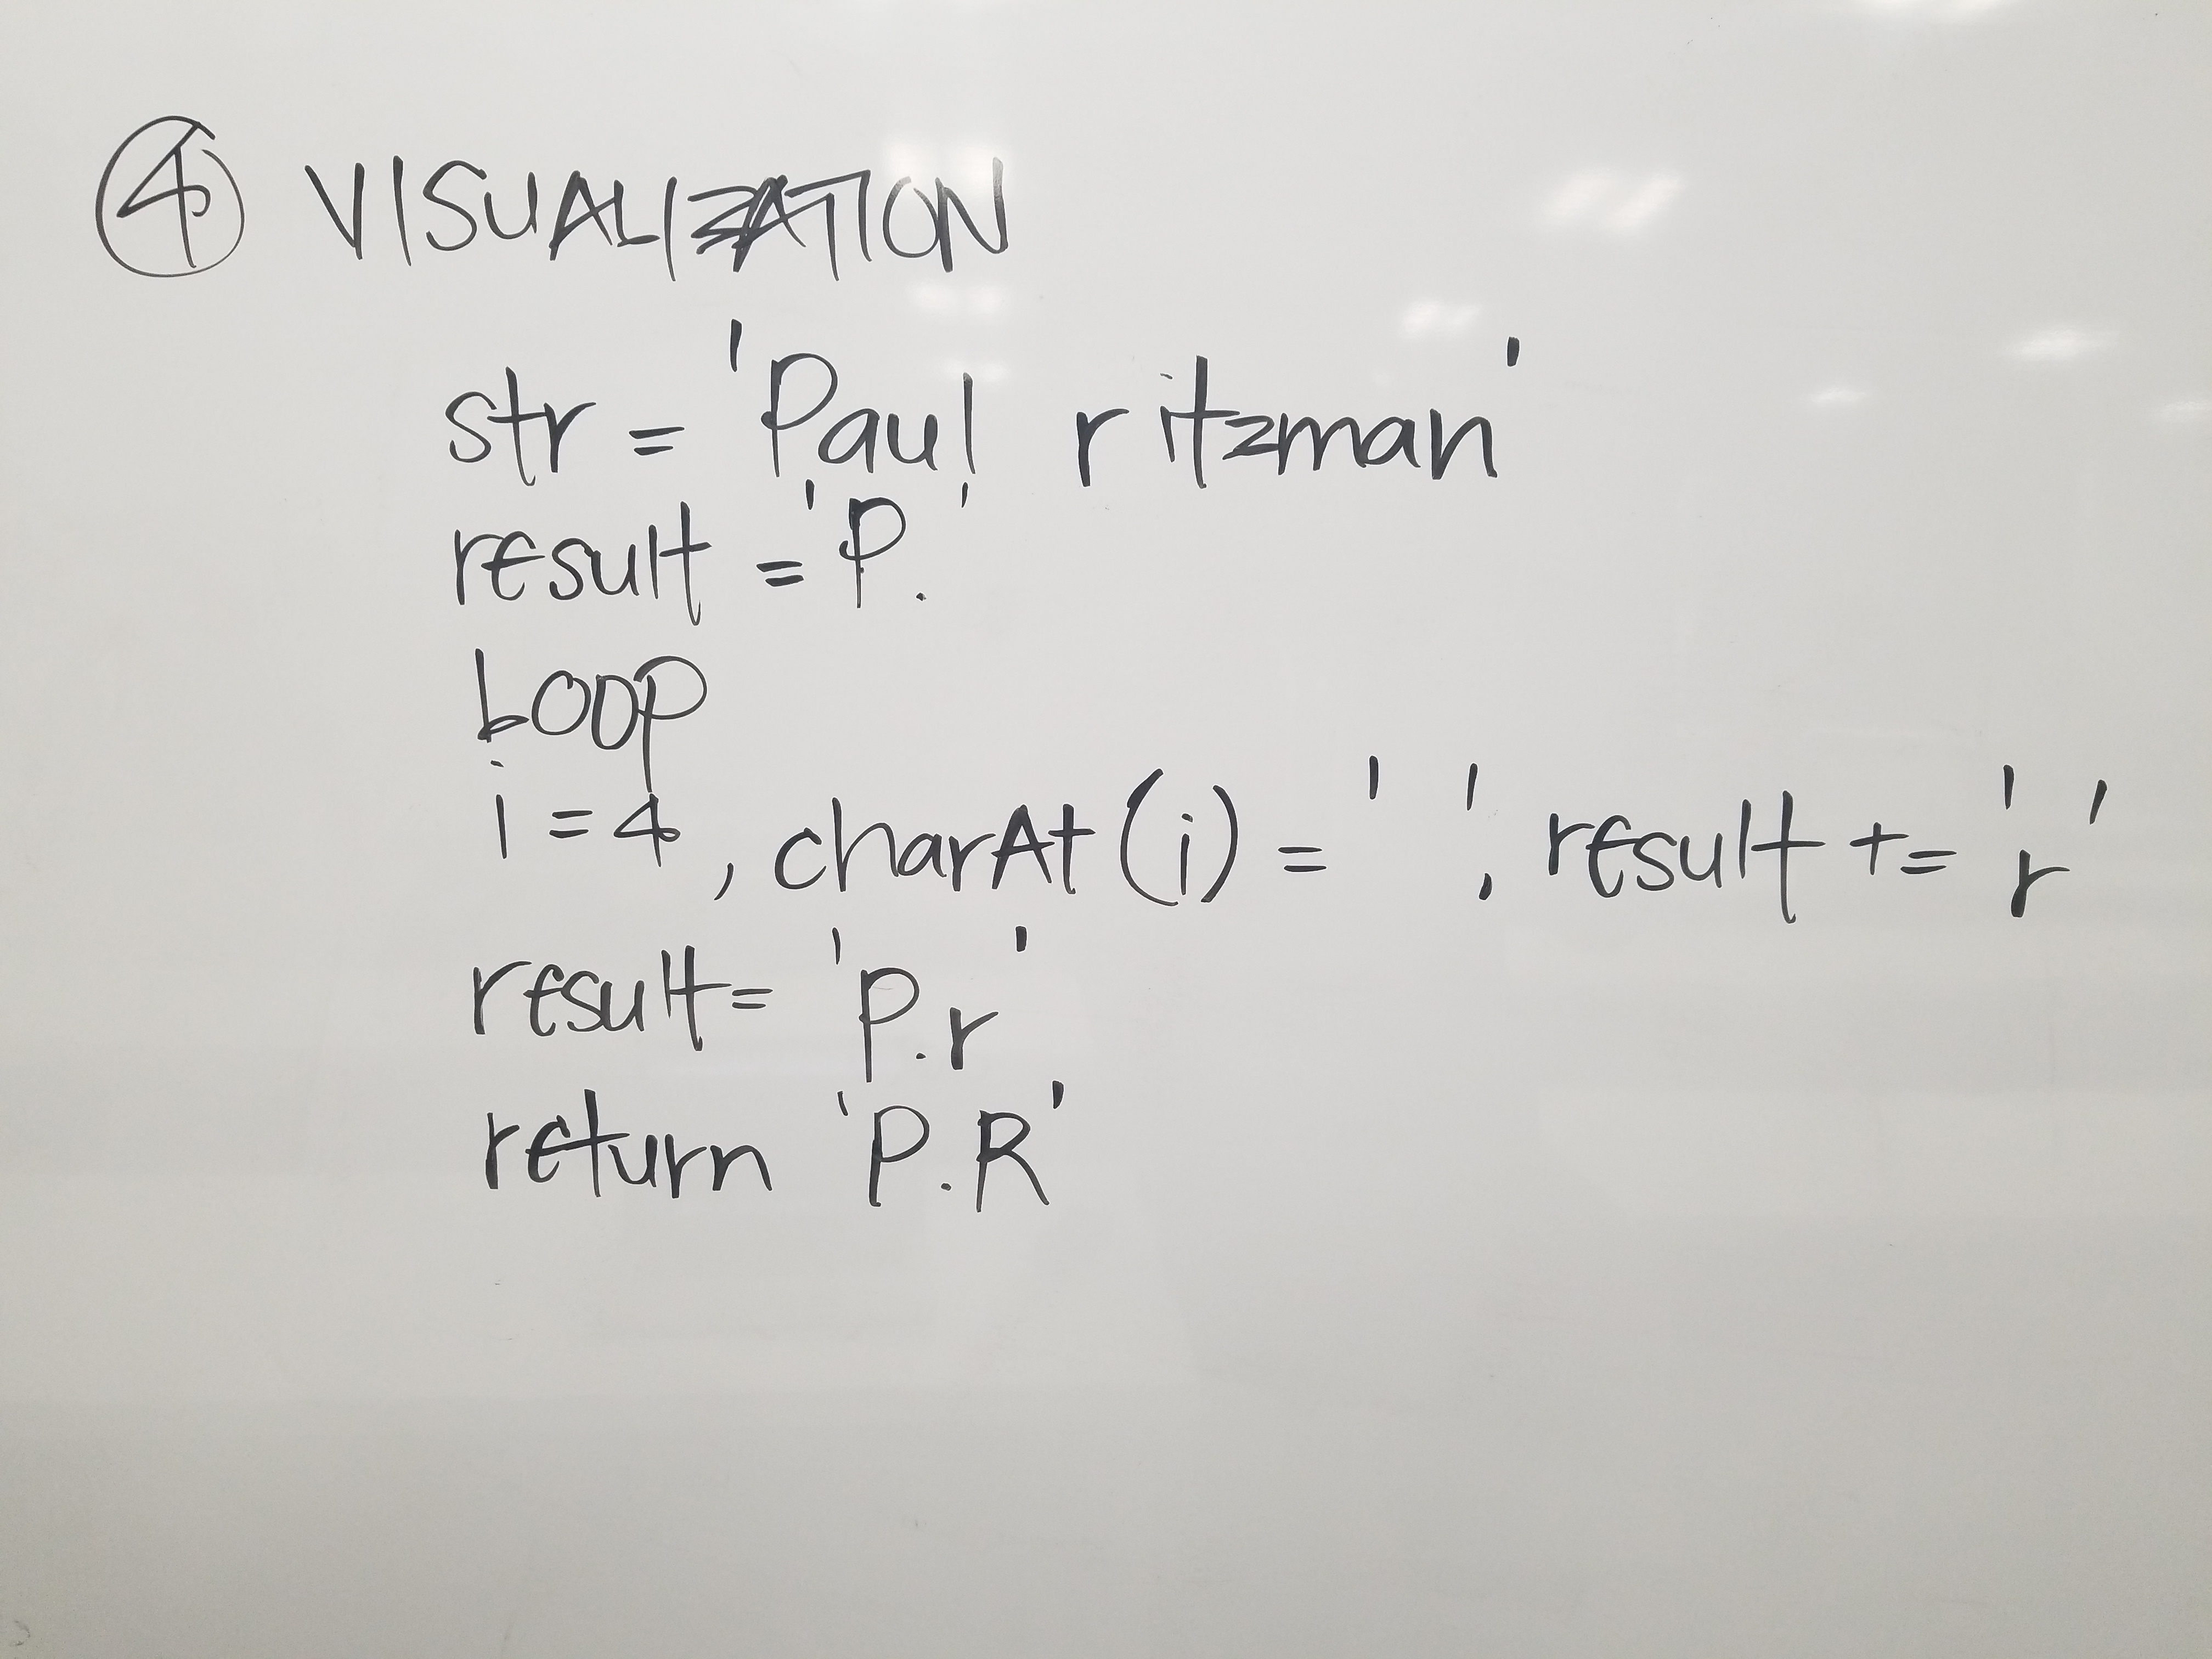 ④ VISUALIZATION
str = 'Paul ritzman'
result = 'P.'
LOOP
i = 4, charAt(i) = ' ', result += 'r'
result = 'P.r'
return 'P.R'